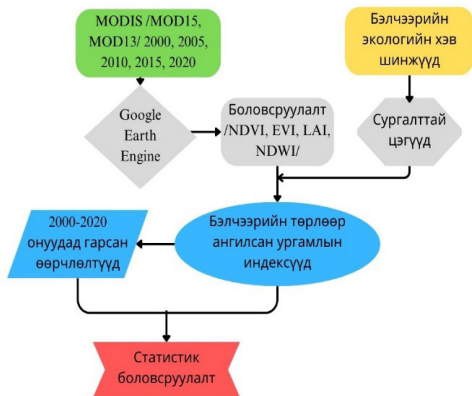 MODIS /MOD15,
MOD13/ 2000, 2005,
2010, 2015, 2020
Бэлчээрийн
экологийн хэв
шинжүүд
Google
Earth
Engine
Боловсруулалт
/NDVI, EVI, LAI,
NDWI/
Сургалттай
цэгүүд
2000-2020
онуудад гарсан
өөрчлөлтүүд
Бэлчээрийн төрлөөр
ангилсан ургамлын
индексүүд
Статистик
боловсруулалт